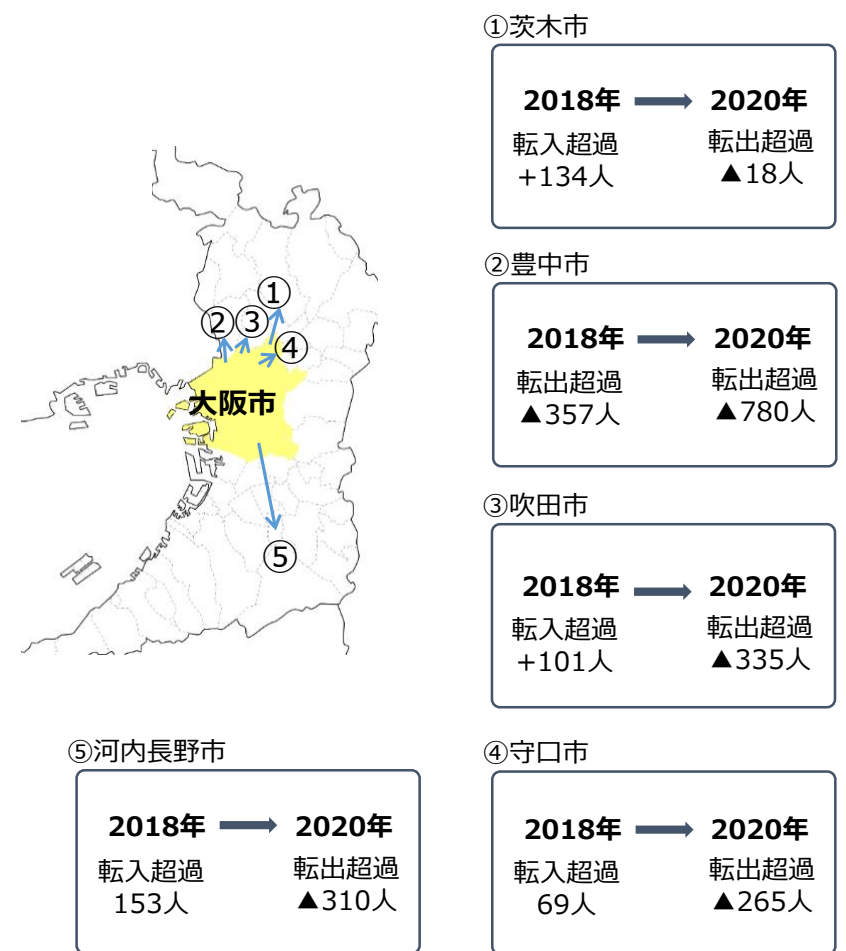 ①茨木市
2018年 2020年
転入超過 転出超過
+134人 ▲18人
②豊中市
2018年 2020年
転出超過 転出超過
▲357人 ▲780人
③吹田市
2018年 2020年
転入超過 転出超過
+101人 ▲335人
①
② ③
④
大阪市
⑤
⑤河内長野市
2018年 2020年
転入超過 転出超過
153人 ▲310人
④守口市
2018年 2020年
転入超過 転出超過
69人 ▲265人